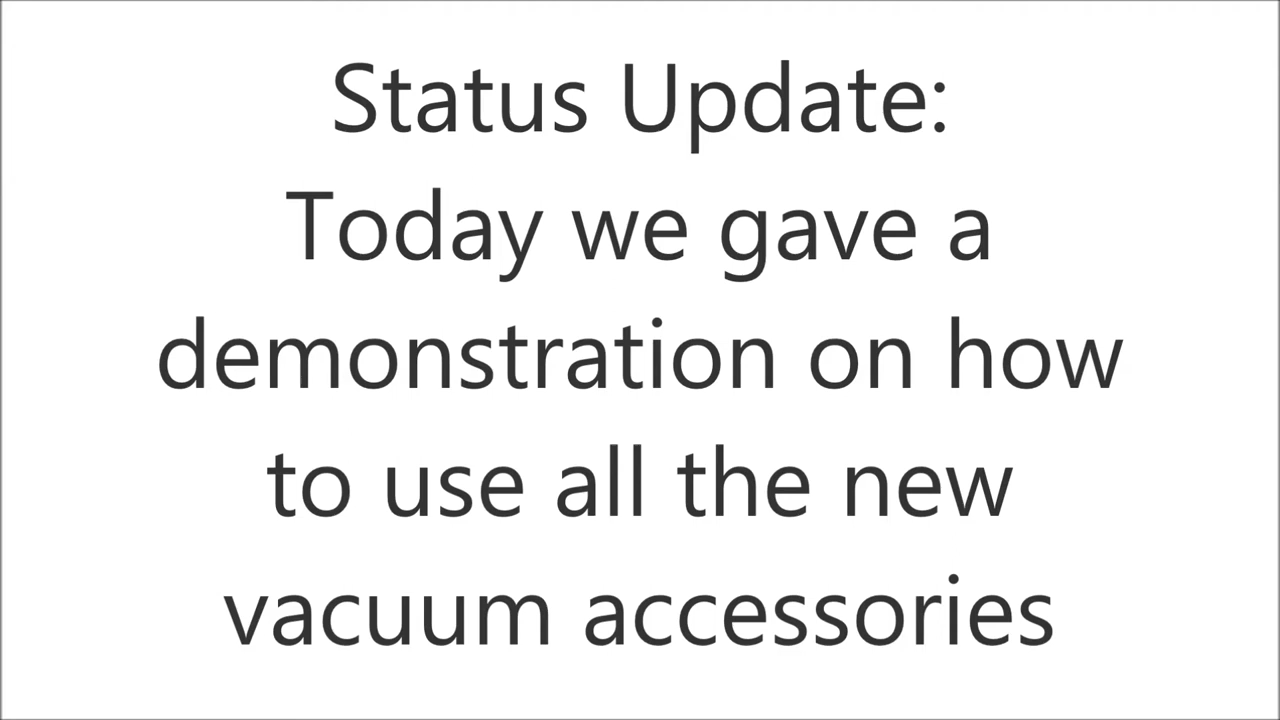 Status Update:
Today we gave a
demonstration on how
to use all the new
vacuum accessories